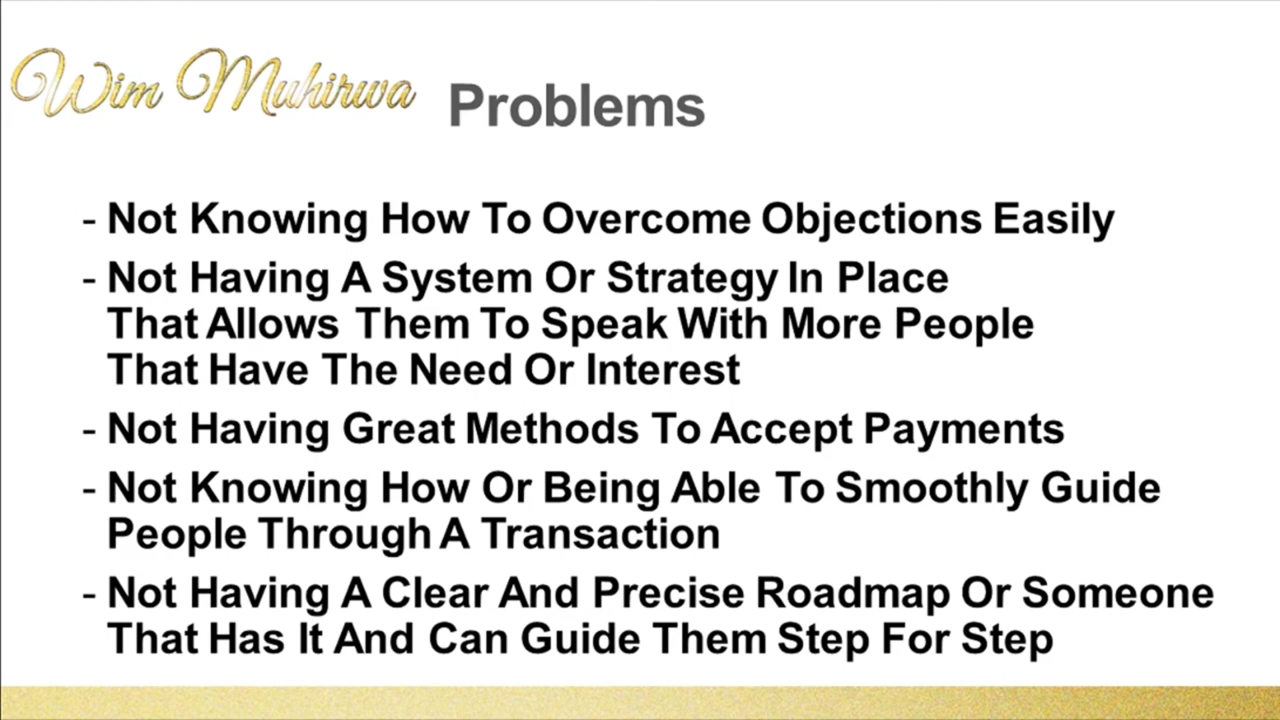 Wim Muhirwa
Problems
- Not Knowing How To Overcome Objections Easily
- Not Having A System Or Strategy In Place
That Allows Them To Speak With More People
That Have The Need Or Interest
- Not Having Great Methods To Accept Payments
- Not Knowing How Or Being Able To Smoothly Guide
People Through A Transaction
- Not Having A Clear And Precise Roadmap Or Someone
That Has It And Can Guide Them Step For Step